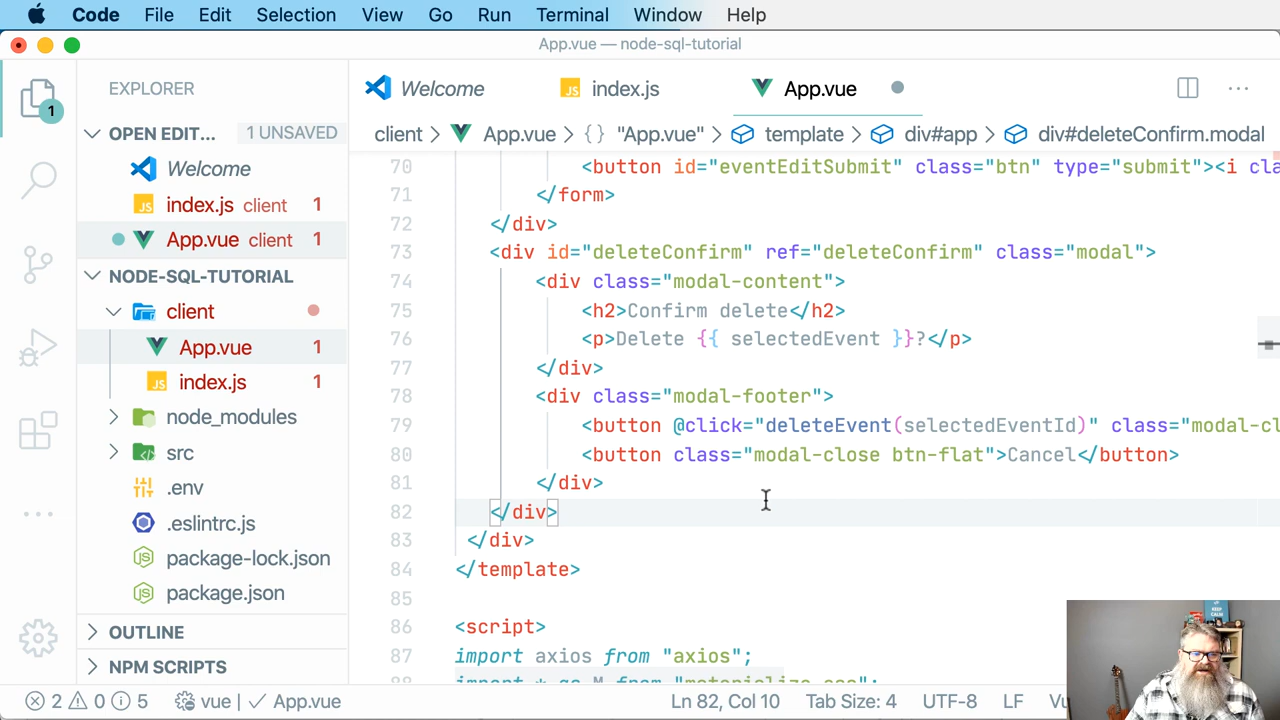 Code File Edit Selection View Go Run Terminal Window Help
App.vue — node-sql-tutorial
EXPLORER
OPEN EDIT... 1 UNSAVED
Welcome
index.js client 1
App.vue client 1
NODE-SQL-TUTORIAL
client
App.vue 1
index.js 1
node_modules
src
.env
.eslintrc.js
package-lock.json
package.json
OUTLINE
NPM SCRIPTS
1
Welcome index.js App.vue
client > App.vue > {} "App.vue" > template > div#app > div#deleteConfirm.modal
70 <button id="eventEditSubmit" class="btn" type="submit"><i cla
71 </form>
72 </div>
73 <div id="deleteConfirm" ref="deleteConfirm" class="modal">
74 <div class="modal-content">
75 <h2>Confirm delete</h2>
76 <p>Delete {{ selectedEvent }}?</p>
77 </div>
78 <div class="modal-footer">
79 <button @click="deleteEvent(selectedEventId)" class="modal-cl
80 <button class="modal-close btn-flat">Cancel</button>
81 </div>
82 </div>
83 </div>
84 </template>
85
86 <script>
87 import axios from "axios";
2 0 5 vue | App.vue Ln 82, Col 10 Tab Size: 4 UTF-8 LF Vu
KEEP
CALM